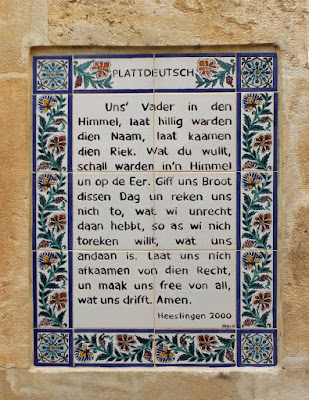 PLATTDEUTSCH
Uns' Vader in den
Himmel, laat hillig warden
dien Naam, laat kaamen
dien Riek. Wat du wullt,
schall warden in'n Himmel
un op de Eer. Giff uns Broot
dissen Dag un reken uns
nich to, wat wi unrecht
daan hebbt, so as wi nich
toreken willt, wat uns
andaan is. Laat uns nich
afkaamen von dien Recht,
un maak uns free von all,
wat uns drifft. Amen.
Heeslingen 2000